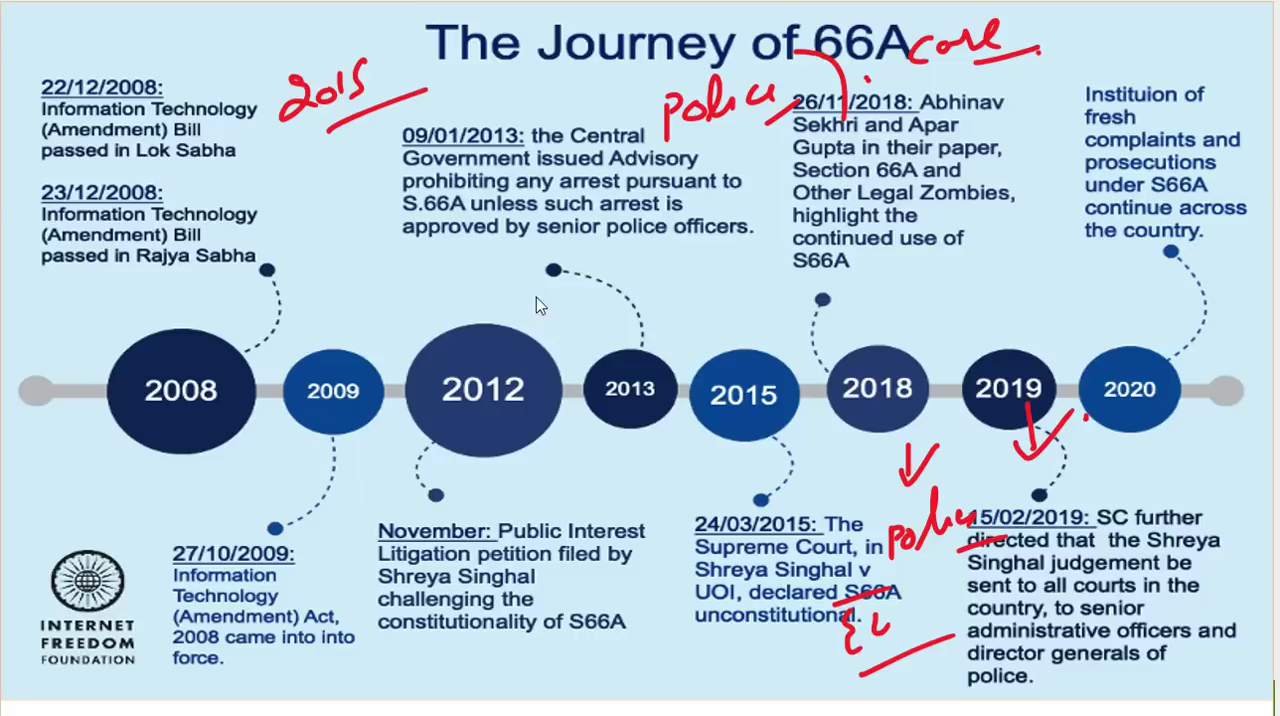 The Journey of 66A
case
2015
police
22/12/2008:
Information Technology
(Amendment) Bill
passed in Lok Sabha
23/12/2008:
Information Technology
(Amendment) Bill
passed in Rajya Sabha
09/01/2013: the Central
Government issued Advisory
prohibiting any arrest pursuant to
S.66A unless such arrest is
approved by senior police officers.
26/11/2018: Abhinav
Sekhri and Apar
Gupta in their paper,
Section 66A and
Other Legal Zombies,
highlight the
continued use of
S66A
Instituion of
fresh
complaints and
prosecutions
under S66A
continue across
the country.
2008
2009
2012
2013
2015
2018
2019
2020
27/10/2009:
Information
Technology
(Amendment) Act,
2008 came into into
force.
November: Public Interest
Litigation petition filed by
Shreya Singhal
challenging the
constitutionality of S66A
24/03/2015: The
Supreme Court, in
Shreya Singhal v
UOI, declared S66A
unconstitutional.
police
15/02/2019: SC further
directed that the Shreya
Singhal judgement be
sent to all courts in the
country, to senior
administrative officers and
director generals of
police.
INTERNET
FREEDOM
FOUNDATION